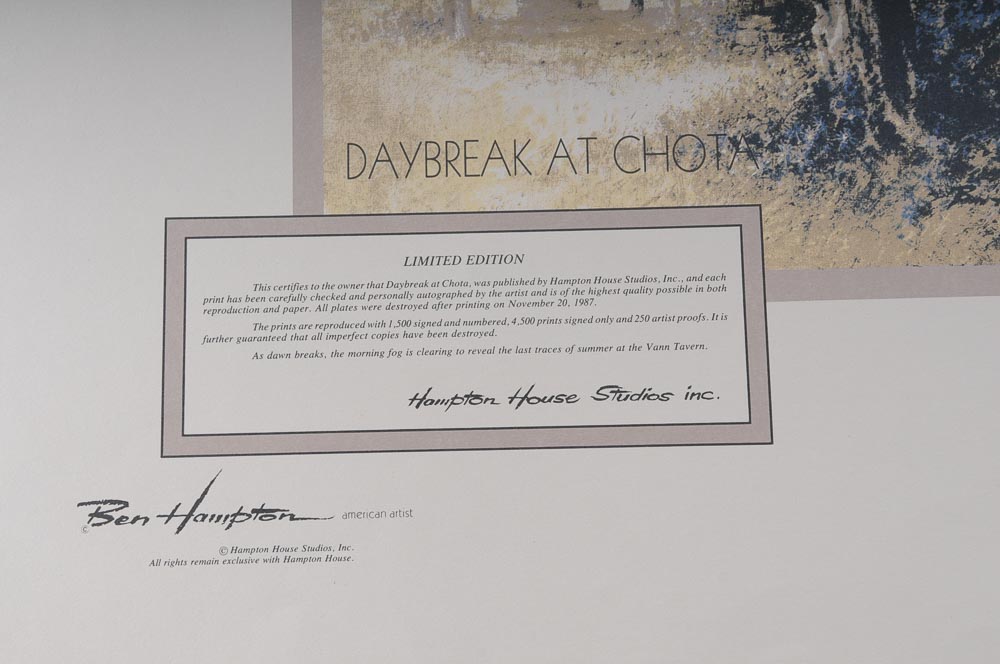 DAYBREAK AT CHOTA
LIMITED EDITION
This certifies to the owner that Daybreak at Chota, was published by Hampton House Studios, Inc., and each
print has been carefully checked and personally autographed by the artist and is of the highest quality possible in both
reproduction and paper. All plates were destroyed after printing on November 20, 1987.
The prints are reproduced with 1,500 signed and numbered, 4,500 prints signed only and 250 artist proofs. It is
further guaranteed that all imperfect copies have been destroyed.
As dawn breaks, the morning fog is clearing to reveal the last traces of summer at the Vann Tavern.
Hampton House Studios inc.
© Ben Hampton american artist
© Hampton House Studios, Inc.
All rights remain exclusive with Hampton House.